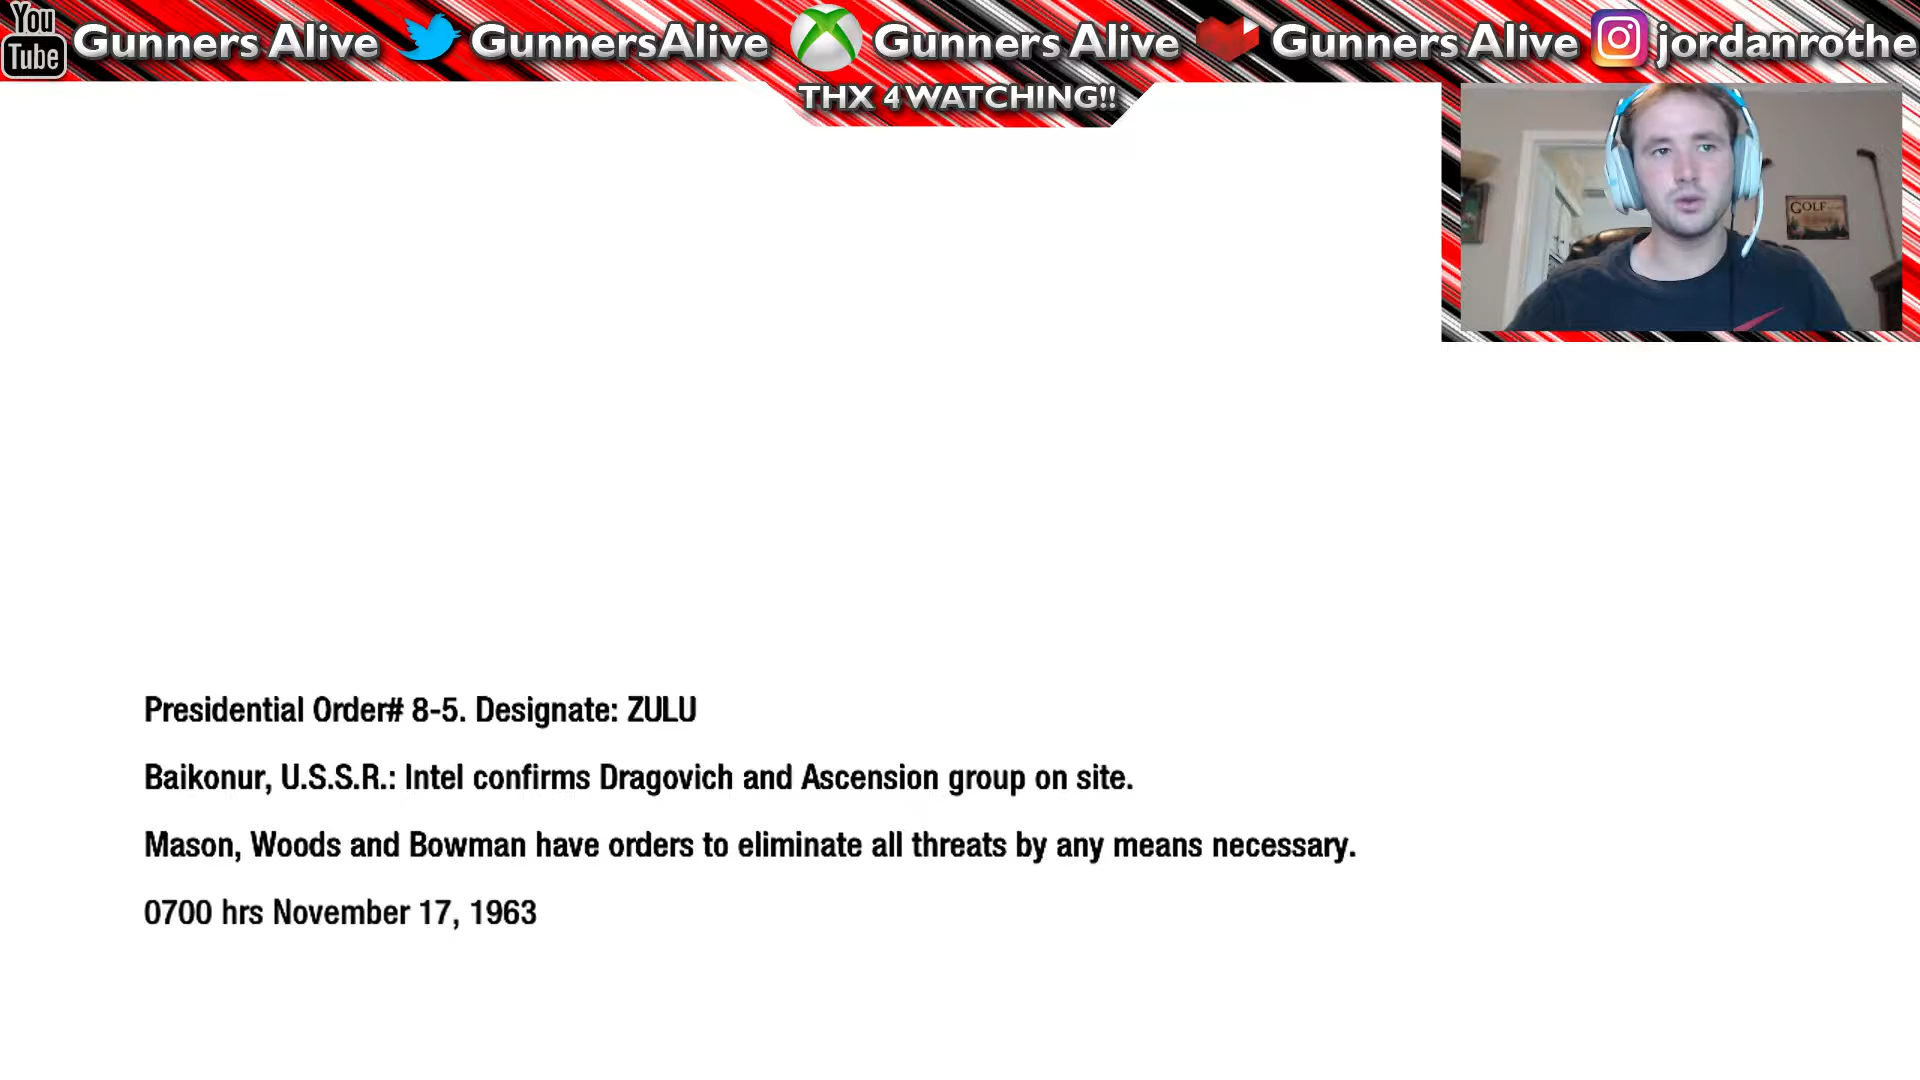 You Tube Gunners Alive GunnersAlive Gunners Alive Gunners Alive jordanrothe
THX 4 WATCHING!!
GOLF
Presidential Order# 8-5. Designate: ZULU
Baikonur, U.S.S.R.: Intel confirms Dragovich and Ascension group on site.
Mason, Woods and Bowman have orders to eliminate all threats by any means necessary.
0700 hrs November 17, 1963